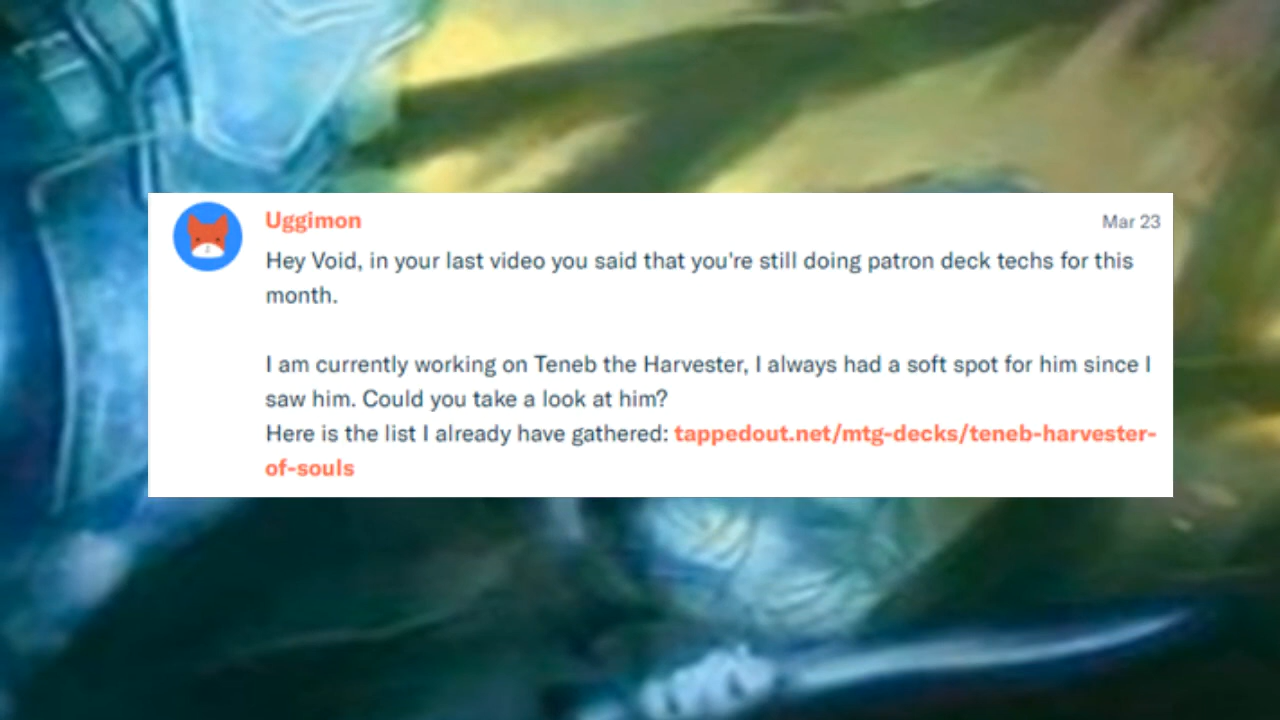 Uggimon
Mar 23
Hey Void, in your last video you said that you're still doing patron deck techs for this
month.
I am currently working on Teneb the Harvester, I always had a soft spot for him since I
saw him. Could you take a look at him?
Here is the list I already have gathered: tappedout.net/mtg-decks/teneb-harvester-
of-souls